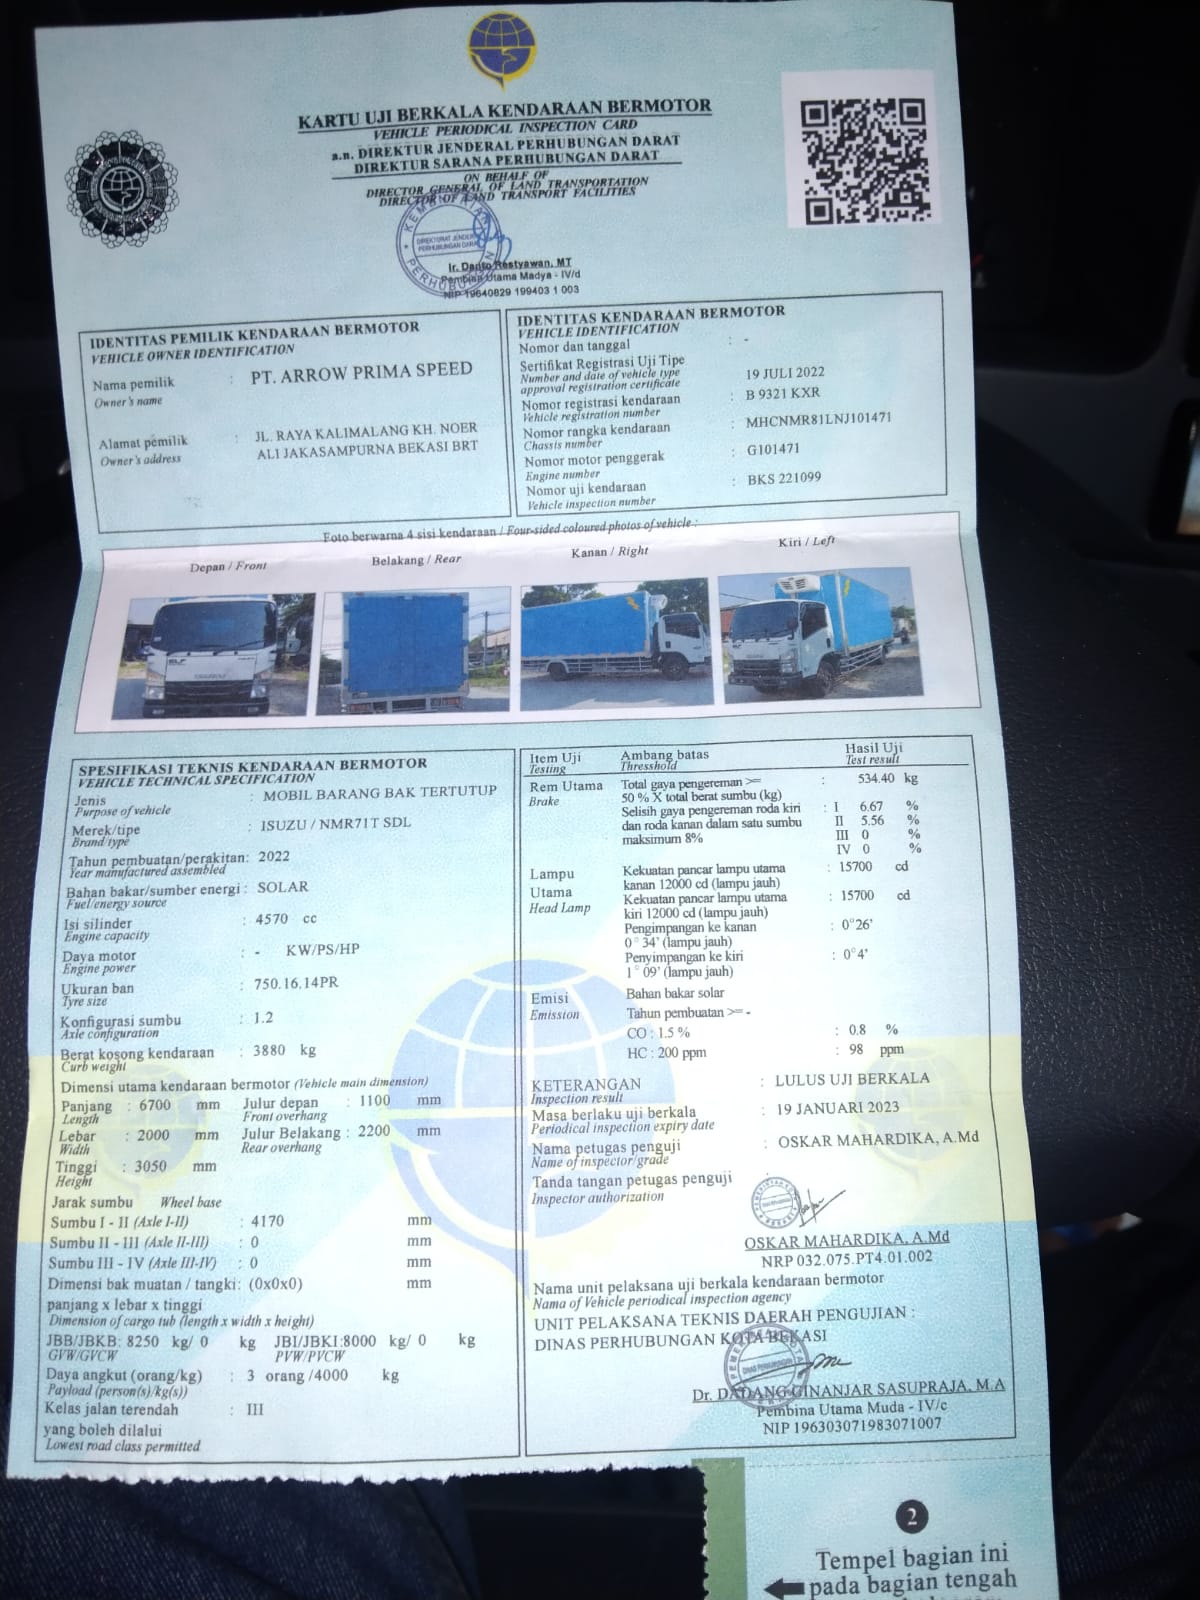 KARTU UJI BERKALA KENDARAAN BERMOTOR
VEHICLE PERIODICAL INSPECTION CARD
a.n. DIREKTUR JENDERAL PERHUBUNGAN DARAT
DIREKTUR SARANA PERHUBUNGAN DARAT
ON BEHALF OF
DIRECTOR GENERAL OF LAND TRANSPORTATION
DIRECTOR OF LAND TRANSPORT FACILITIES
DIREKTORAT JENDERAL
PERHUBUNGAN DARAT
PERHUBUNGAN
Ir. Danto Restyawan, MT
Pembina Utama Madya - IV/d
NIP 19640829 199403 1 003
IDENTITAS PEMILIK KENDARAAN BERMOTOR
VEHICLE OWNER IDENTIFICATION
Nama pemilik : PT. ARROW PRIMA SPEED
Owner's name
Alamat pemilik : JL. RAYA KALIMALANG KH. NOER
Owner's address ALI JAKASAMPURNA BEKASI BRT
IDENTITAS KENDARAAN BERMOTOR
VEHICLE IDENTIFICATION
Nomor dan tanggal : -
Sertifikat Registrasi Uji Tipe
Number and date of vehicle type 19 JULI 2022
approval registration certificate
Nomor registrasi kendaraan : B 9321 KXR
Vehicle registration number
Nomor rangka kendaraan : MHCNMR81LNJ101471
Chassis number
Nomor motor penggerak : G101471
Engine number
Nomor uji kendaraan : BKS 221099
Vehicle inspection number
Foto berwarna 4 sisi kendaraan / Four-sided coloured photos of vehicle :
Depan / Front
Belakang / Rear
Kanan / Right
Kiri / Left
ELF
ISUZU
SPESIFIKASI TEKNIS KENDARAAN BERMOTOR
VEHICLE TECHNICAL SPECIFICATION
Jenis : MOBIL BARANG BAK TERTUTUP
Purpose of vehicle
Merek/tipe : ISUZU / NMR71T SDL
Brand type
Tahun pembuatan/perakitan: 2022
Year manufactured assembled
Bahan bakar/sumber energi : SOLAR
Fuel/energy source
Isi silinder : 4570 cc
Engine capacity
Daya motor : - KW/PS/HP
Engine power
Ukuran ban : 750.16.14PR
Tyre size
Konfigurasi sumbu : 1.2
Axle configuration
Berat kosong kendaraan : 3880 kg
Curb weight
Dimensi utama kendaraan bermotor (Vehicle main dimension)
Panjang : 6700 mm Julur depan : 1100 mm
Length Front overhang
Lebar : 2000 mm Julur Belakang : 2200 mm
Width Rear overhang
Tinggi : 3050 mm
Height
Jarak sumbu Wheel base
Sumbu I - II (Axle I-II) : 4170 mm
Sumbu II - III (Axle II-III) : 0 mm
Sumbu III - IV (Axle III-IV) : 0 mm
Dimensi bak muatan / tangki: (0x0x0) mm
panjang x lebar x tinggi
Dimension of cargo tub (length x width x height)
JBB/JBKB: 8250 kg/ 0 kg JBI/JBKI:8000 kg/ 0 kg
GVW/GVCW PVW/PVCW
Daya angkut (orang/kg) : 3 orang /4000 kg
Payload (person(s)/kg(s))
Kelas jalan terendah : III
yang boleh dilalui
Lowest road class permitted
Item Uji Ambang batas Hasil Uji
Testing Thresshold Test result
Rem Utama Total gaya pengereman >= : 534.40 kg
Brake 50 % X total berat sumbu (kg)
Selisih gaya pengereman roda kiri : I 6.67 %
dan roda kanan dalam satu sumbu II 5.56 %
maksimum 8% III 0 %
IV 0 %
Lampu Kekuatan pancar lampu utama : 15700 cd
Utama kanan 12000 cd (lampu jauh)
Head Lamp Kekuatan pancar lampu utama : 15700 cd
kiri 12000 cd (lampu jauh)
Pengimpangan ke kanan : 0°26'
0° 34' (lampu jauh)
Penyimpangan ke kiri : 0°4'
1° 09' (lampu jauh)
Emisi Bahan bakar solar
Emission Tahun pembuatan >= -
CO : 1.5 % : 0.8 %
HC : 200 ppm : 98 ppm
KETERANGAN : LULUS UJI BERKALA
Inspection result
Masa berlaku uji berkala : 19 JANUARI 2023
Periodical inspection expiry date
Nama petugas penguji : OSKAR MAHARDIKA, A.Md
Name of inspector/grade
Tanda tangan petugas penguji :
Inspector authorization
OSKAR MAHARDIKA, A.Md
NRP 032.075.PT4.01.002
Nama unit pelaksana uji berkala kendaraan bermotor
Name of Vehicle periodical inspection agency
UNIT PELAKSANA TEKNIS DAERAH PENGUJIAN :
DINAS PERHUBUNGAN KOTA BEKASI
DINAS PERHUBUNGAN
Dr. DADANG GINANJAR SASUPRAJA, M.A
Pembina Utama Muda - IV/c
NIP 196303071983071007
2
Tempel bagian ini
pada bagian tengah